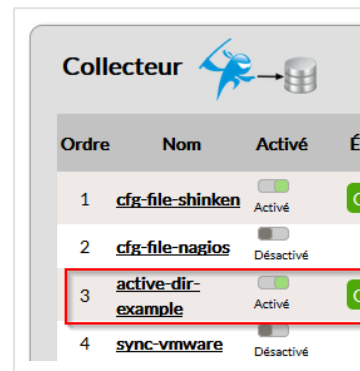 Collecteur
Ordre Nom Activé
1 cfg-file-shinken Activé
2 cfg-file-nagios Désactivé
3 active-dir-example Activé
4 sync-vmware Désactivé